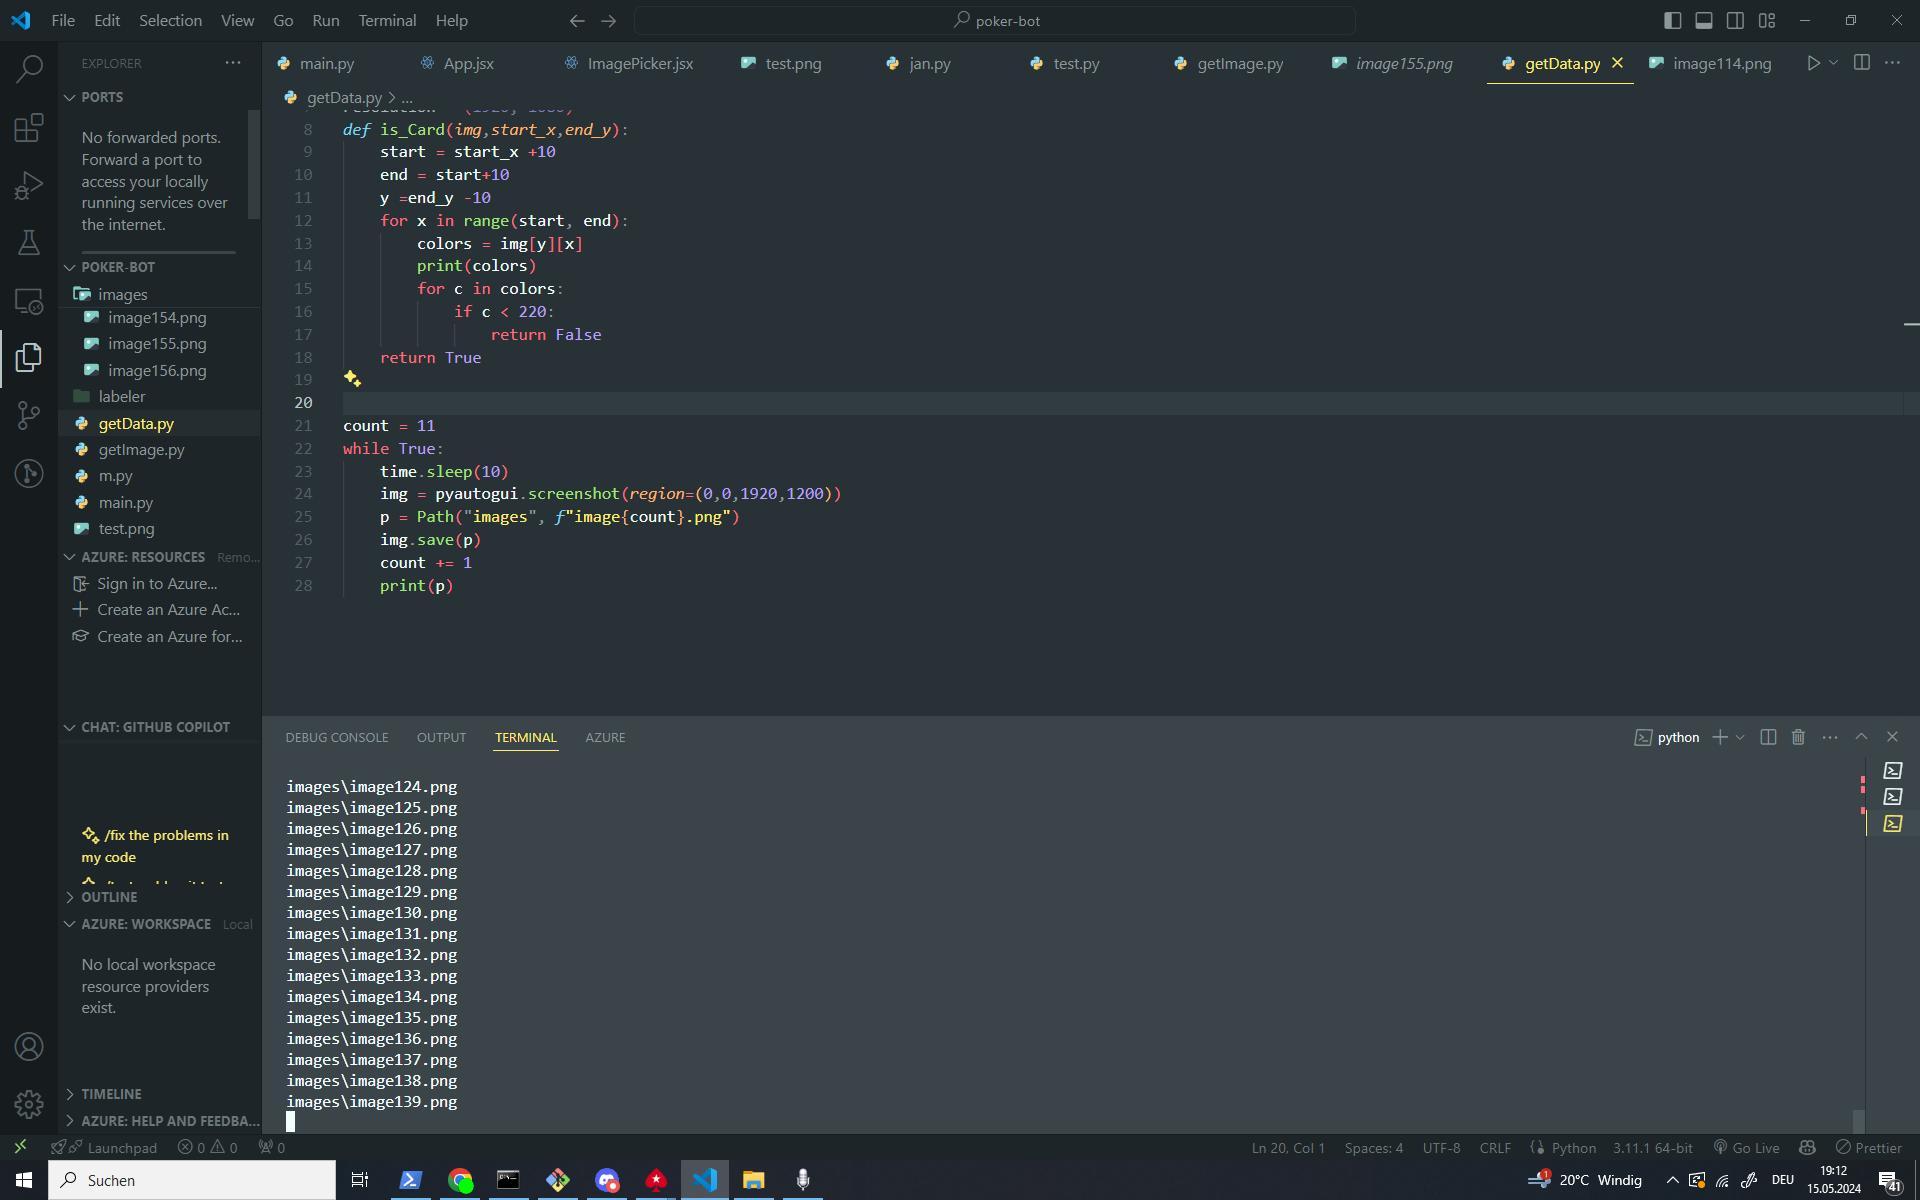 File Edit Selection View Go Run Terminal Help
poker-bot
EXPLORER
main.py App.jsx ImagePicker.jsx test.png jan.py test.py getImage.py image155.png getData.py image114.png
getData.py > ...
PORTS
No forwarded ports.
Forward a port to
access your locally
running services over
the internet.
POKER-BOT
images
image154.png
image155.png
image156.png
labeler
getData.py
getImage.py
m.py
main.py
test.png
AZURE: RESOURCES Remo...
Sign in to Azure...
Create an Azure Ac...
Create an Azure for...
CHAT: GITHUB COPILOT
/fix the problems in
my code
OUTLINE
AZURE: WORKSPACE Local
No local workspace
resource providers
exist.
TIMELINE
AZURE: HELP AND FEEDBA...
8 def is_Card(img,start_x,end_y):
9 start = start_x +10
10 end = start+10
11 y =end_y -10
12 for x in range(start, end):
13 colors = img[y][x]
14 print(colors)
15 for c in colors:
16 if c < 220:
17 return False
18 return True
19
20
21 count = 11
22 while True:
23 time.sleep(10)
24 img = pyautogui.screenshot(region=(0,0,1920,1200))
25 p = Path("images", f"image{count}.png")
26 img.save(p)
27 count += 1
28 print(p)
DEBUG CONSOLE OUTPUT TERMINAL AZURE
python
images\image124.png
images\image125.png
images\image126.png
images\image127.png
images\image128.png
images\image129.png
images\image130.png
images\image131.png
images\image132.png
images\image133.png
images\image134.png
images\image135.png
images\image136.png
images\image137.png
images\image138.png
images\image139.png
Launchpad 0 0 0
Ln 20, Col 1 Spaces: 4 UTF-8 CRLF Python 3.11.1 64-bit Go Live Prettier
Suchen
1 20°C Windig DEU 19:12
15.05.2024 41